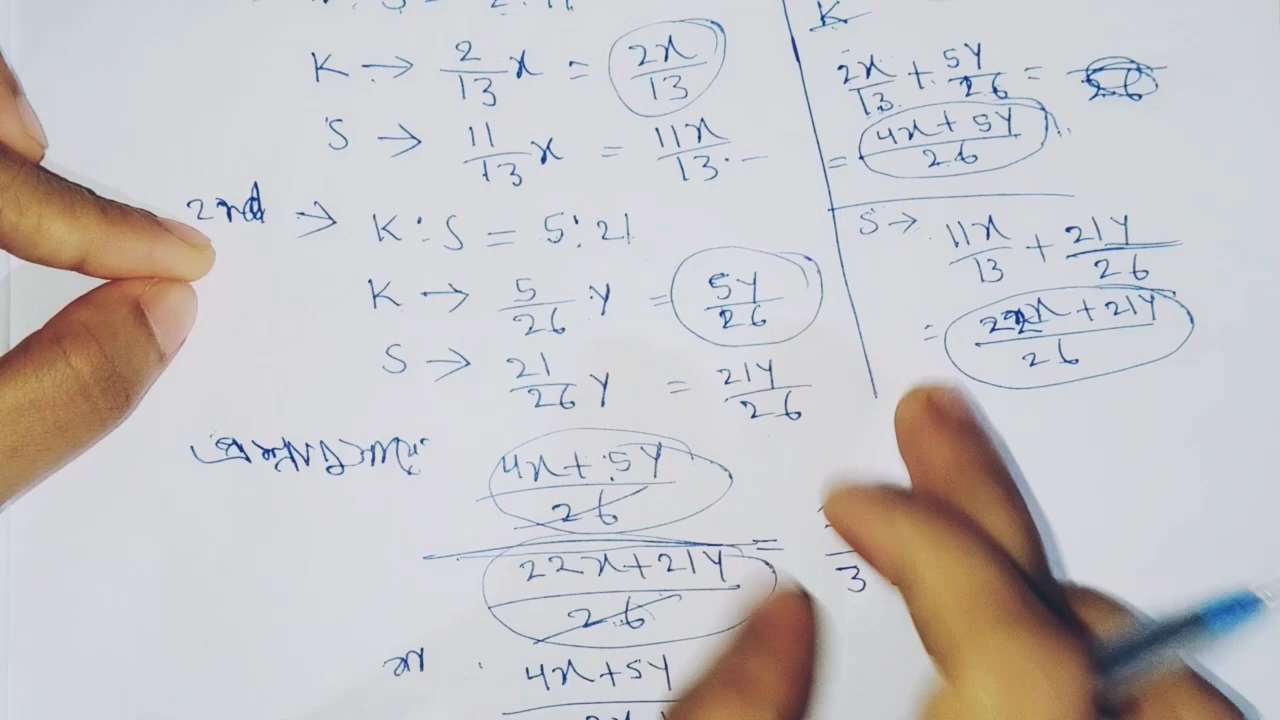 K → 2/13 x = 2x/13
S → 11/13 x = 11x/13
2nd → K : S = 5 : 21
K → 5/26 y = 5y/26
S → 21/26 y = 21y/26
প্রশ্নানুসারে
4x + 5y/26
22x + 21y/26 =
3
বা
4x + 5y
K
2x/13 + 5y/26 =
= 4x + 5y/26
S → 11x/13 + 21y/26
= 22x + 21y/26